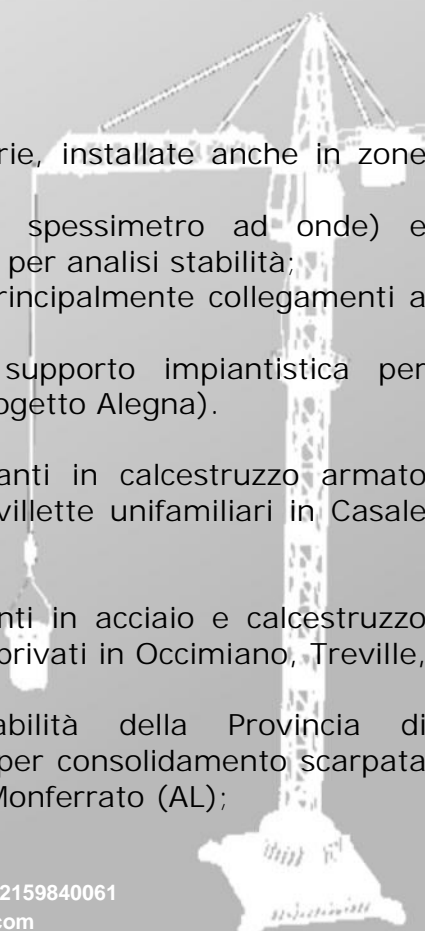 rie, installate anche in zone
spessimetro ad onde) e
per analisi stabilità;
rincipalmente collegamenti a
supporto impiantistica per
ogetto Alegna).
anti in calcestruzzo armato
villette unifamiliari in Casale
nti in acciaio e calcestruzzo
privati in Occimiano, Treville,
abilità della Provincia di
per consolidamento scarpata
Monferrato (AL);
2159840061
com